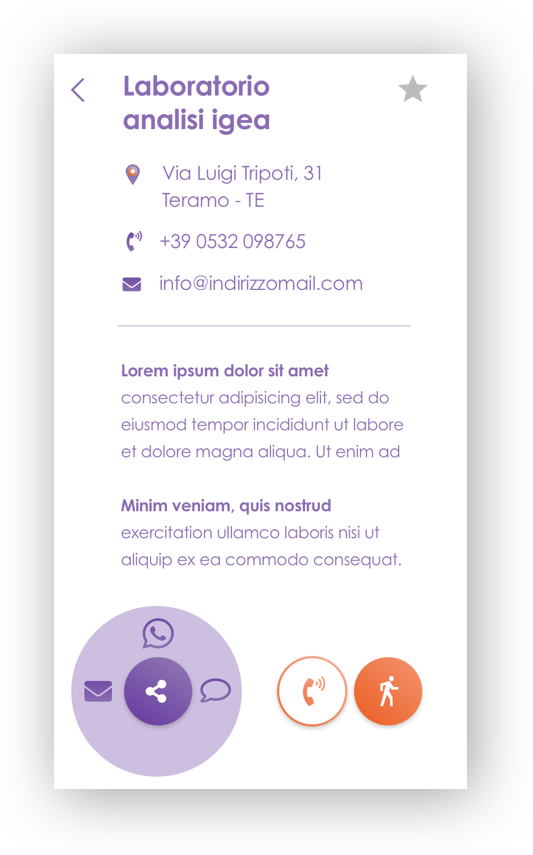 Laboratorio
analisi igea
Via Luigi Tripoti, 31
Teramo - TE
+39 0532 098765
info@indirizzomail.com
Lorem ipsum dolor sit amet
consectetur adipisicing elit, sed do
eiusmod tempor incididunt ut labore
et dolore magna aliqua. Ut enim ad
Minim veniam, quis nostrud
exercitation ullamco laboris nisi ut
aliquip ex ea commodo consequat.